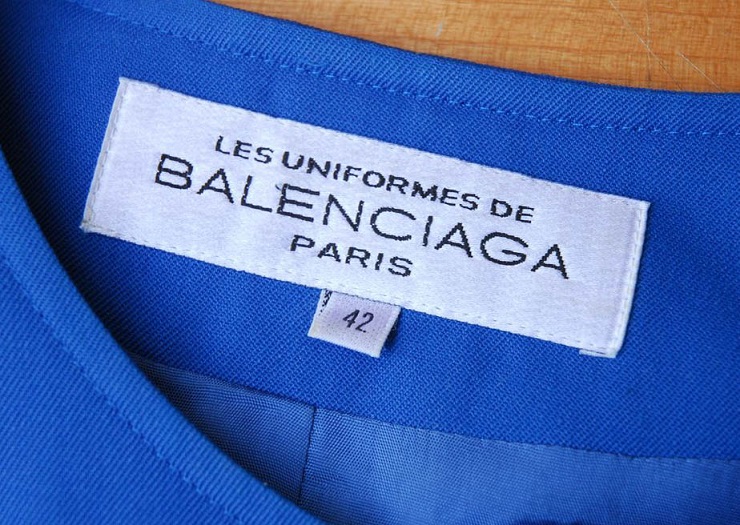 LES UNIFORMES DE
BALENCIAGA
PARIS
42